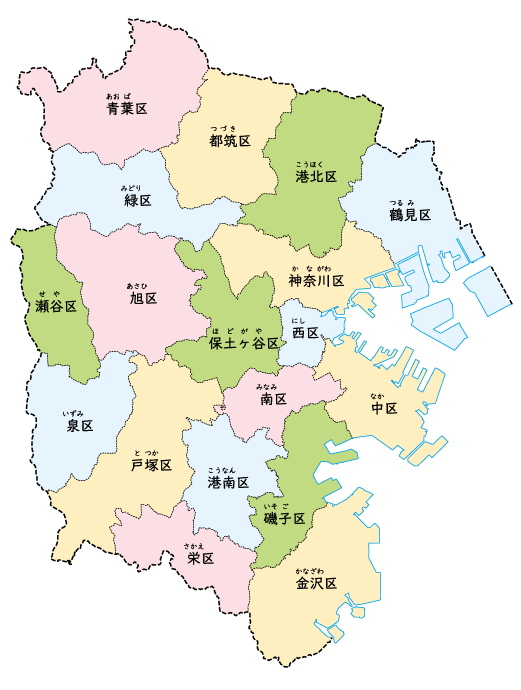 あおば
青葉区
つづき
都筑区
こうほく
港北区
みどり
緑区
つるみ
鶴見区
かながわ
神奈川区
せや
瀬谷区
あさひ
旭区
ほどがや
保土ヶ谷区
にし
西区
みなみ
南区
なか
中区
いずみ
泉区
とつか
戸塚区
こうなん
港南区
いそご
磯子区
さかえ
栄区
かなざわ
金沢区